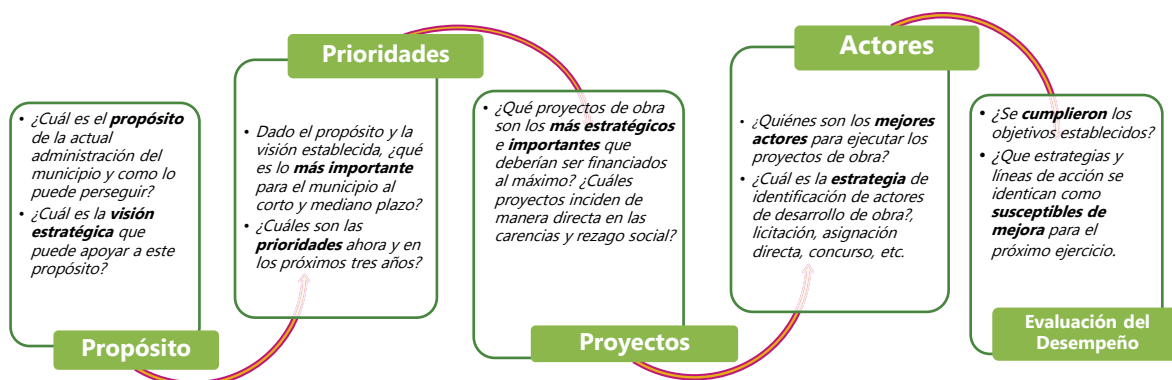 • ¿Cuál es el propósito
de la actual
administración del
municipio y como lo
puede perseguir?
• ¿Cuál es la visión
estratégica que
puede apoyar a este
propósito?
Propósito
Prioridades
• Dado el propósito y la
visión establecida, ¿qué
es lo más importante
para el municipio al
corto y mediano plazo?
• ¿Cuáles son las
prioridades ahora y en
los próximos tres años?
• ¿Qué proyectos de obra
son los más estratégicos
e importantes que
deberían ser financiados
al máximo? ¿Cuáles
proyectos inciden de
manera directa en las
carencias y rezago social?
Proyectos
Actores
• ¿Quiénes son los mejores
actores para ejecutar los
proyectos de obra?
• ¿Cuál es la estrategia de
identificación de actores
de desarrollo de obra?,
licitación, asignación
directa, concurso, etc.
• ¿Se cumplieron los
objetivos establecidos?
• ¿Que estrategias y
líneas de acción se
identican como
susceptibles de
mejora para el
próximo ejercicio.
Evaluación del
Desempeño